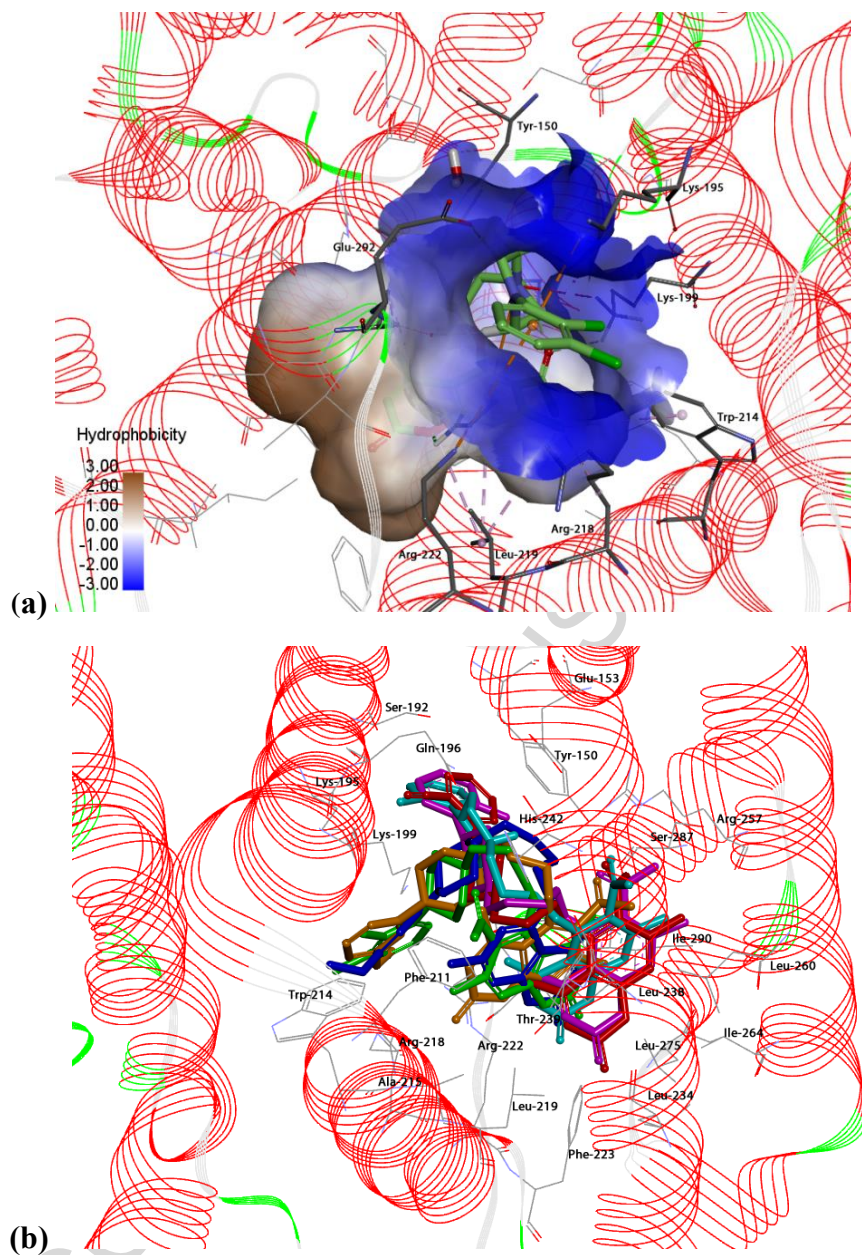 Tyr-150
Lys-195
Glu-292
Lys-199
Trp-214
Hydrophobicity
3.00
2.00
1.00
0.00
-1.00
-2.00
-3.00
Arg-218
Arg-222
Leu-219
(a)
Glu-153
Ser-192
Gln-196
Tyr-150
Lys-195
His-242
Arg-257
Lys-199
Ser-287
Ile-290
Leu-260
Phe-211
Trp-214
Leu-238
Thr-239
Arg-218
Arg-222
Leu-275
Ile-264
Ala-215
Leu-219
Leu-234
Phe-223
(b)